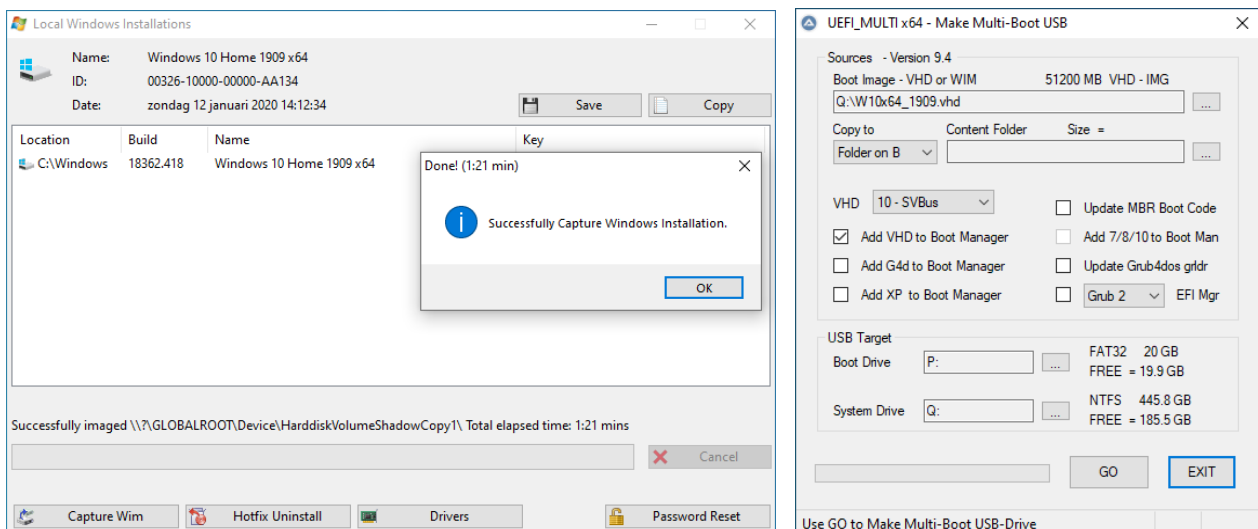 Local Windows Installations
Name: Windows 10 Home 1909 x64
ID: 00326-10000-00000-AA134
Date: zondag 12 januari 2020 14:12:34
Save
Copy
Location Build Name Key
C:\Windows 18362.418 Windows 10 Home 1909 x64
Done! (1:21 min)
Successfully Capture Windows Installation.
OK
Successfully imaged \\?\GLOBALROOT\Device\HarddiskVolumeShadowCopy1\ Total elapsed time: 1:21 mins
Cancel
Capture Wim
Hotfix Uninstall
Drivers
Password Reset
UEFI_MULTI x64 - Make Multi-Boot USB
Sources - Version 9.4
Boot Image - VHD or WIM 51200 MB VHD - IMG
Q:\W10x64_1909.vhd ...
Copy to Content Folder Size =
Folder on B ...
VHD 10 - SVBus
Update MBR Boot Code
Add VHD to Boot Manager
Add 7/8/10 to Boot Man
Add G4d to Boot Manager
Update Grub4dos grldr
Add XP to Boot Manager
Grub 2 EFI Mgr
USB Target
Boot Drive P: ... FAT32 20 GB
FREE = 19.9 GB
System Drive Q: ... NTFS 445.8 GB
FREE = 185.5 GB
GO
EXIT
Use GO to Make Multi-Boot USB-Drive